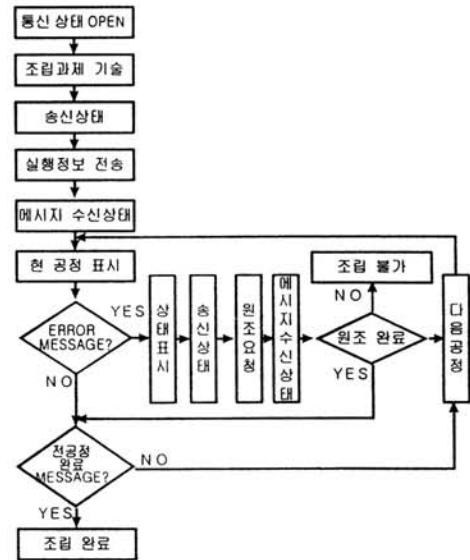 통신 상태 OPEN
조립과제 기술
송신상태
실행정보 전송
메시지 수신상태
현 공정 표시
ERROR
MESSAGE?
YES
NO
상태표시
송신상태
원조요청
메시지수신상태
원조 완료
NO
YES
조립 불가
다음공정
전공정
완료
MESSAGE?
NO
YES
조립 완료